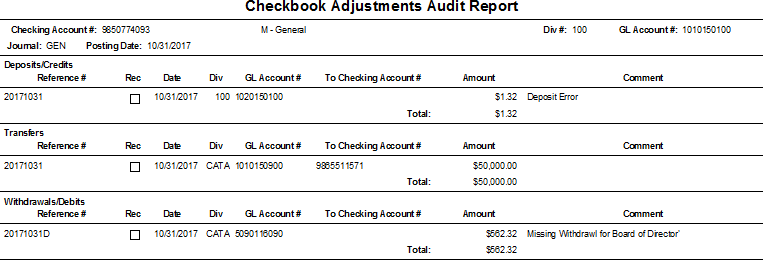 Checkbook Adjustments Audit Report
Checking Account #: 9850774093 M - General Div #: 100 GL Account #: 1010150100
Journal: GEN Posting Date: 10/31/2017
Deposits/Credits
Reference # Rec Date Div GL Account # To Checking Account # Amount Comment
20171031 10/31/2017 100 1020150100 $1.32 Deposit Error
Total: $1.32
Transfers
Reference # Rec Date Div GL Account # To Checking Account # Amount Comment
20171031 10/31/2017 CATA 1010150900 9865511571 $50,000.00
Total: $50,000.00
Withdrawals/Debits
Reference # Rec Date Div GL Account # To Checking Account # Amount Comment
20171031D 10/31/2017 CATA 5090116090 $562.32 Missing Withdrawl for Board of Director'
Total: $562.32